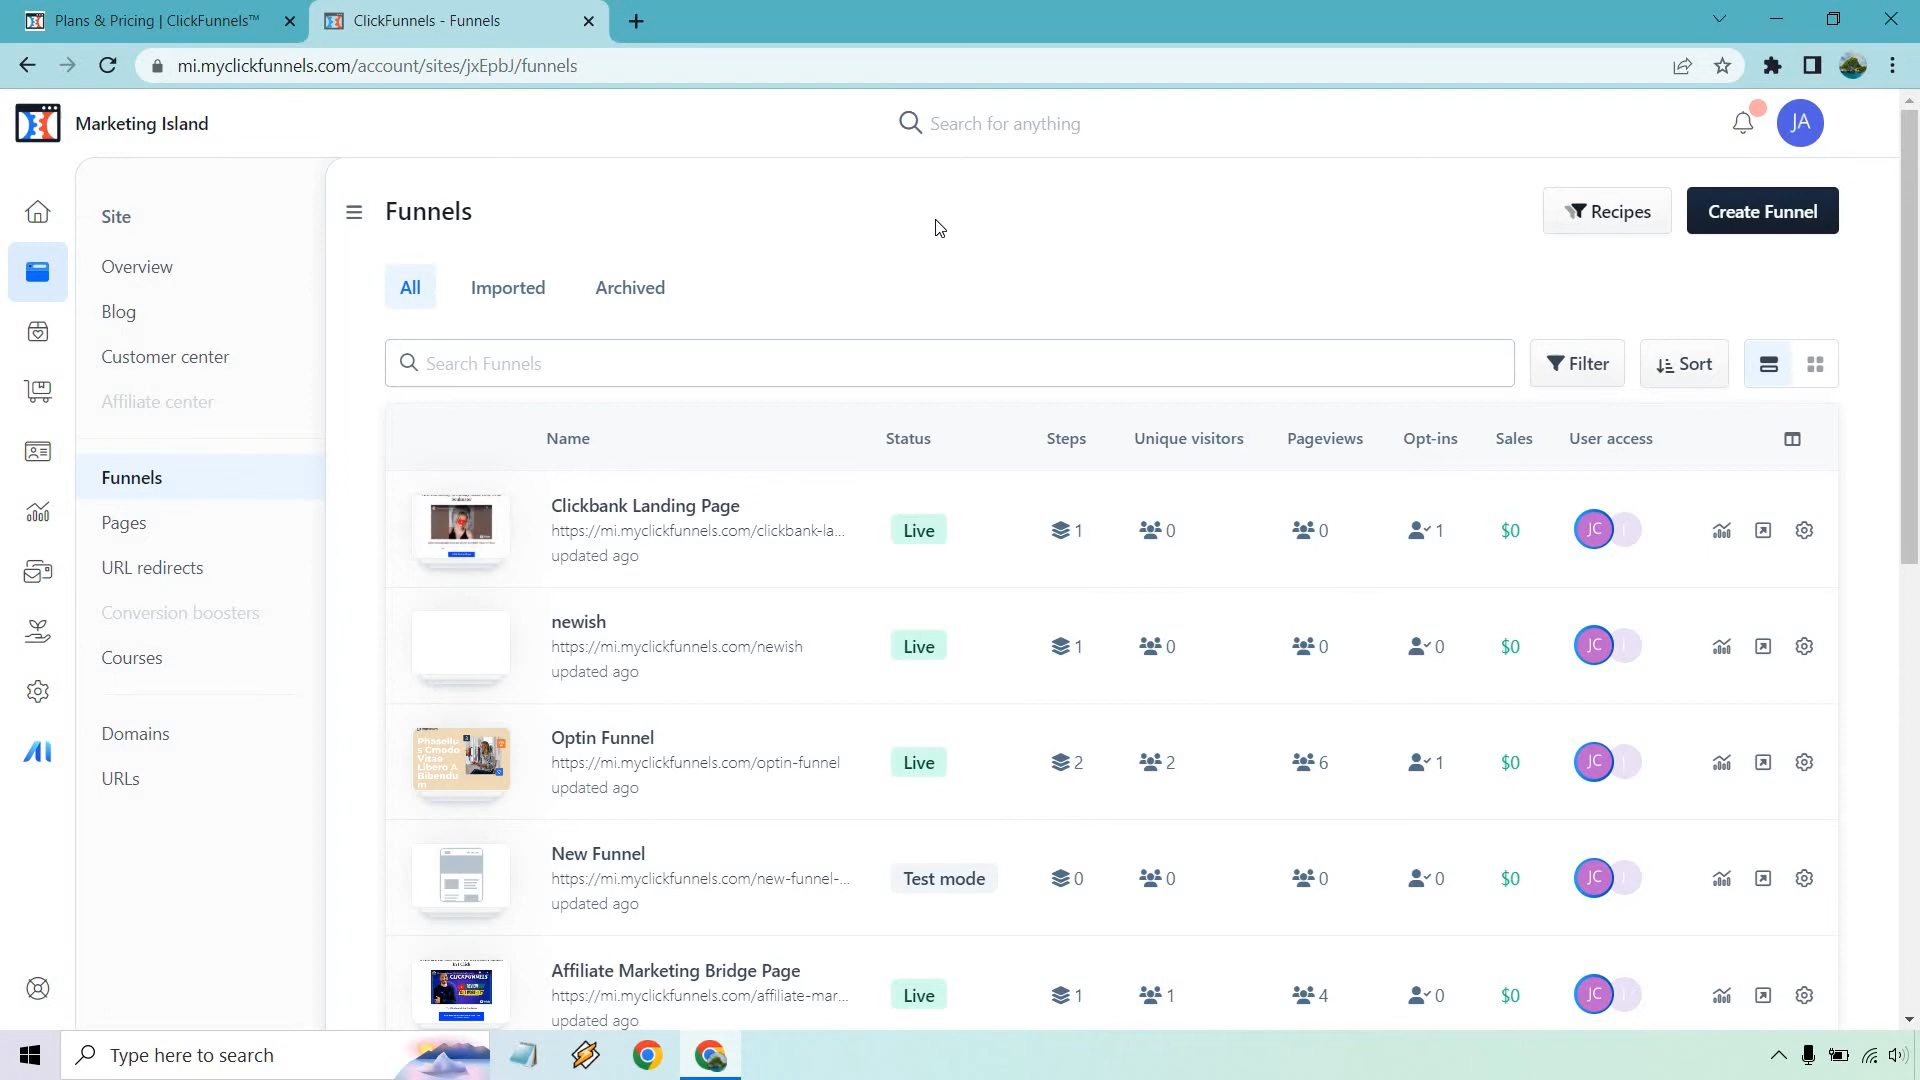 Plans & Pricing | ClickFunnels™
ClickFunnels - Funnels
mi.myclickfunnels.com/account/sites/jxEpbJ/funnels
Marketing Island
Search for anything
JA
Site
Overview
Blog
Customer center
Affiliate center
Funnels
Pages
URL redirects
Conversion boosters
Courses
Domains
URLs
Funnels
Recipes
Create Funnel
All
Imported
Archived
Search Funnels
Filter
Sort
Name
Status
Steps
Unique visitors
Pageviews
Opt-ins
Sales
User access
Clickbank Landing Page
https://mi.myclickfunnels.com/clickbank-la...
updated ago
Live
1
0
0
1
$0
JC
newish
https://mi.myclickfunnels.com/newish
updated ago
Live
1
0
0
0
$0
JC
Phasellu
s Cmodo
Vitae
Libero A
Bibendu
m
Optin Funnel
https://mi.myclickfunnels.com/optin-funnel
updated ago
Live
2
2
6
1
$0
JC
New Funnel
https://mi.myclickfunnels.com/new-funnel-...
updated ago
Test mode
0
0
0
0
$0
JC
CLICKFUNNELS
Affiliate Marketing Bridge Page
https://mi.myclickfunnels.com/affiliate-mar...
updated ago
Live
1
1
4
0
$0
JC
Type here to search